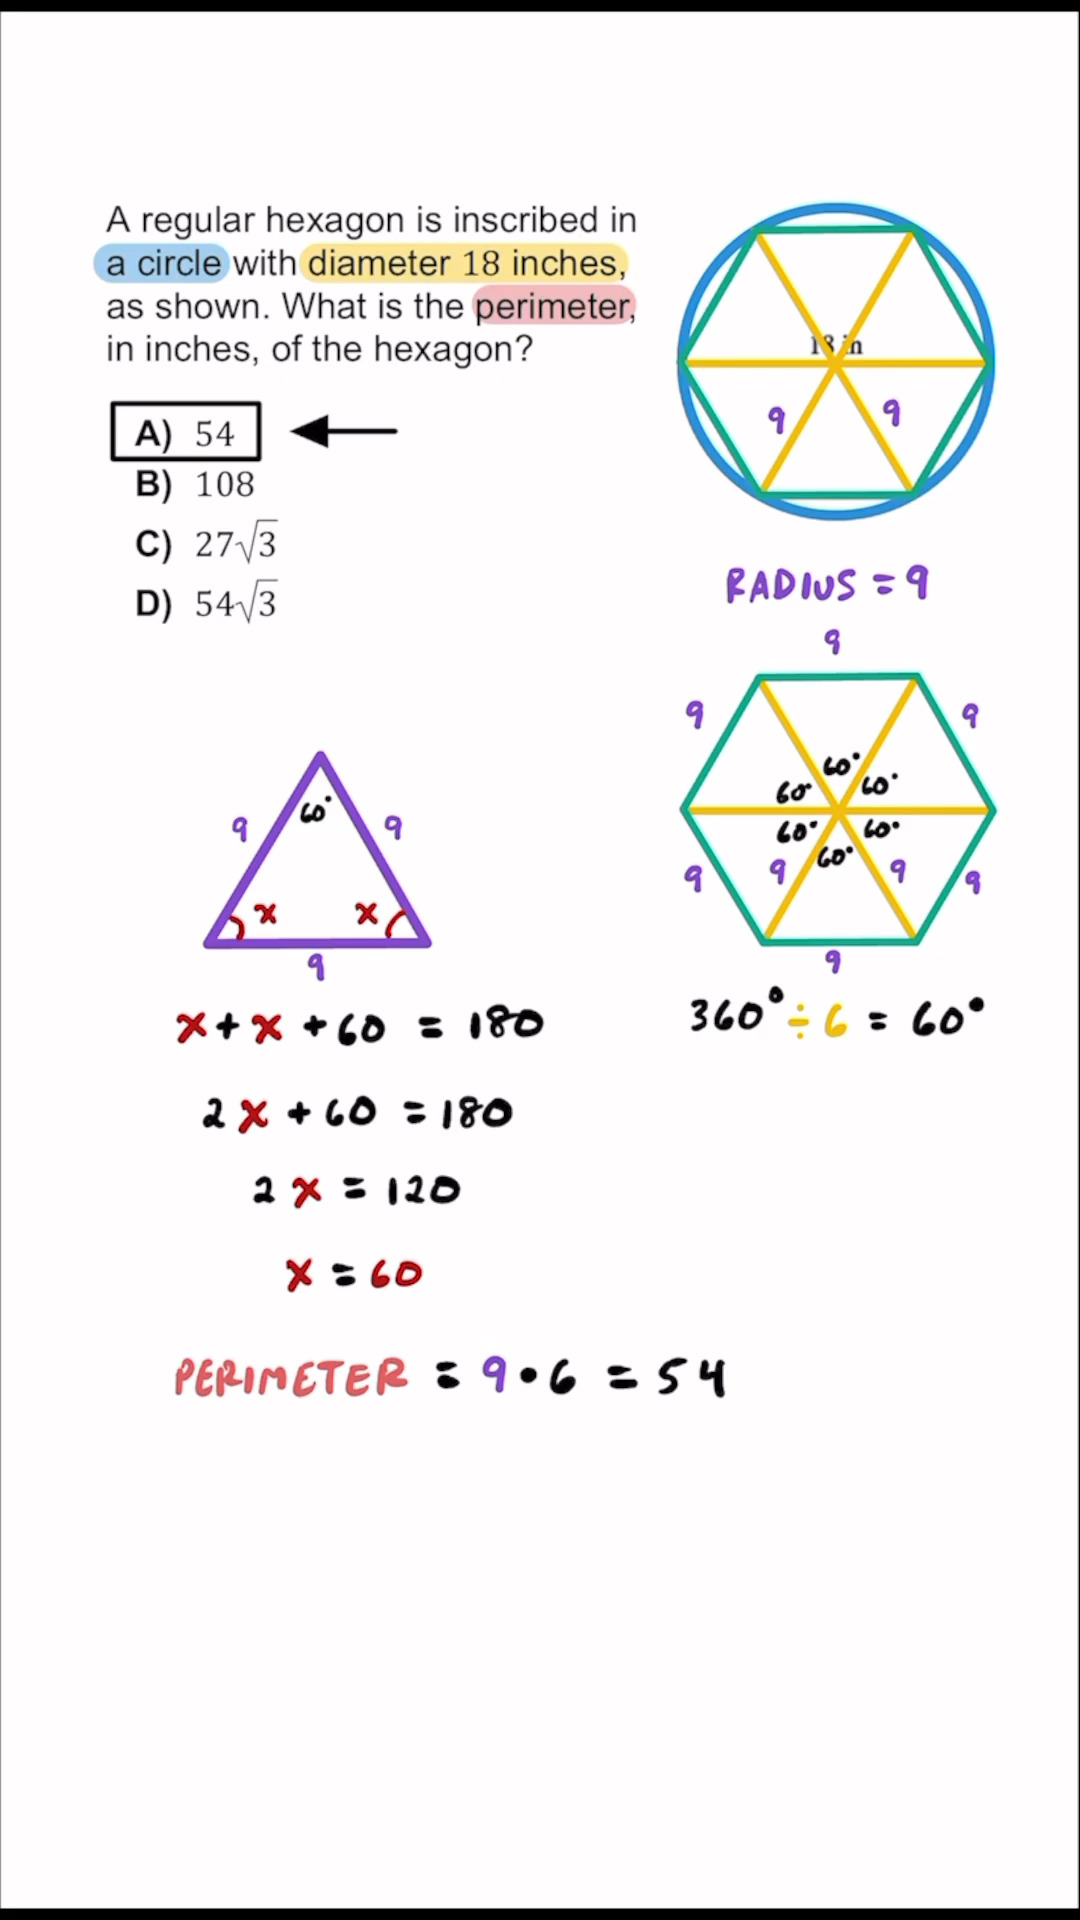 A regular hexagon is inscribed in
a circle with diameter 18 inches,
as shown. What is the perimeter,
in inches, of the hexagon?
A) 54
B) 108
C) 27√3
D) 54√3
18 in
9 9
RADIUS = 9
9
9 9
60° 60° 60°
60° 60° 60°
9 9 9 9
9
360° ÷ 6 = 60°
60°
9 9
x x
9
x + x + 60 = 180
2x + 60 = 180
2x = 120
x = 60
PERIMETER = 9 • 6 = 54